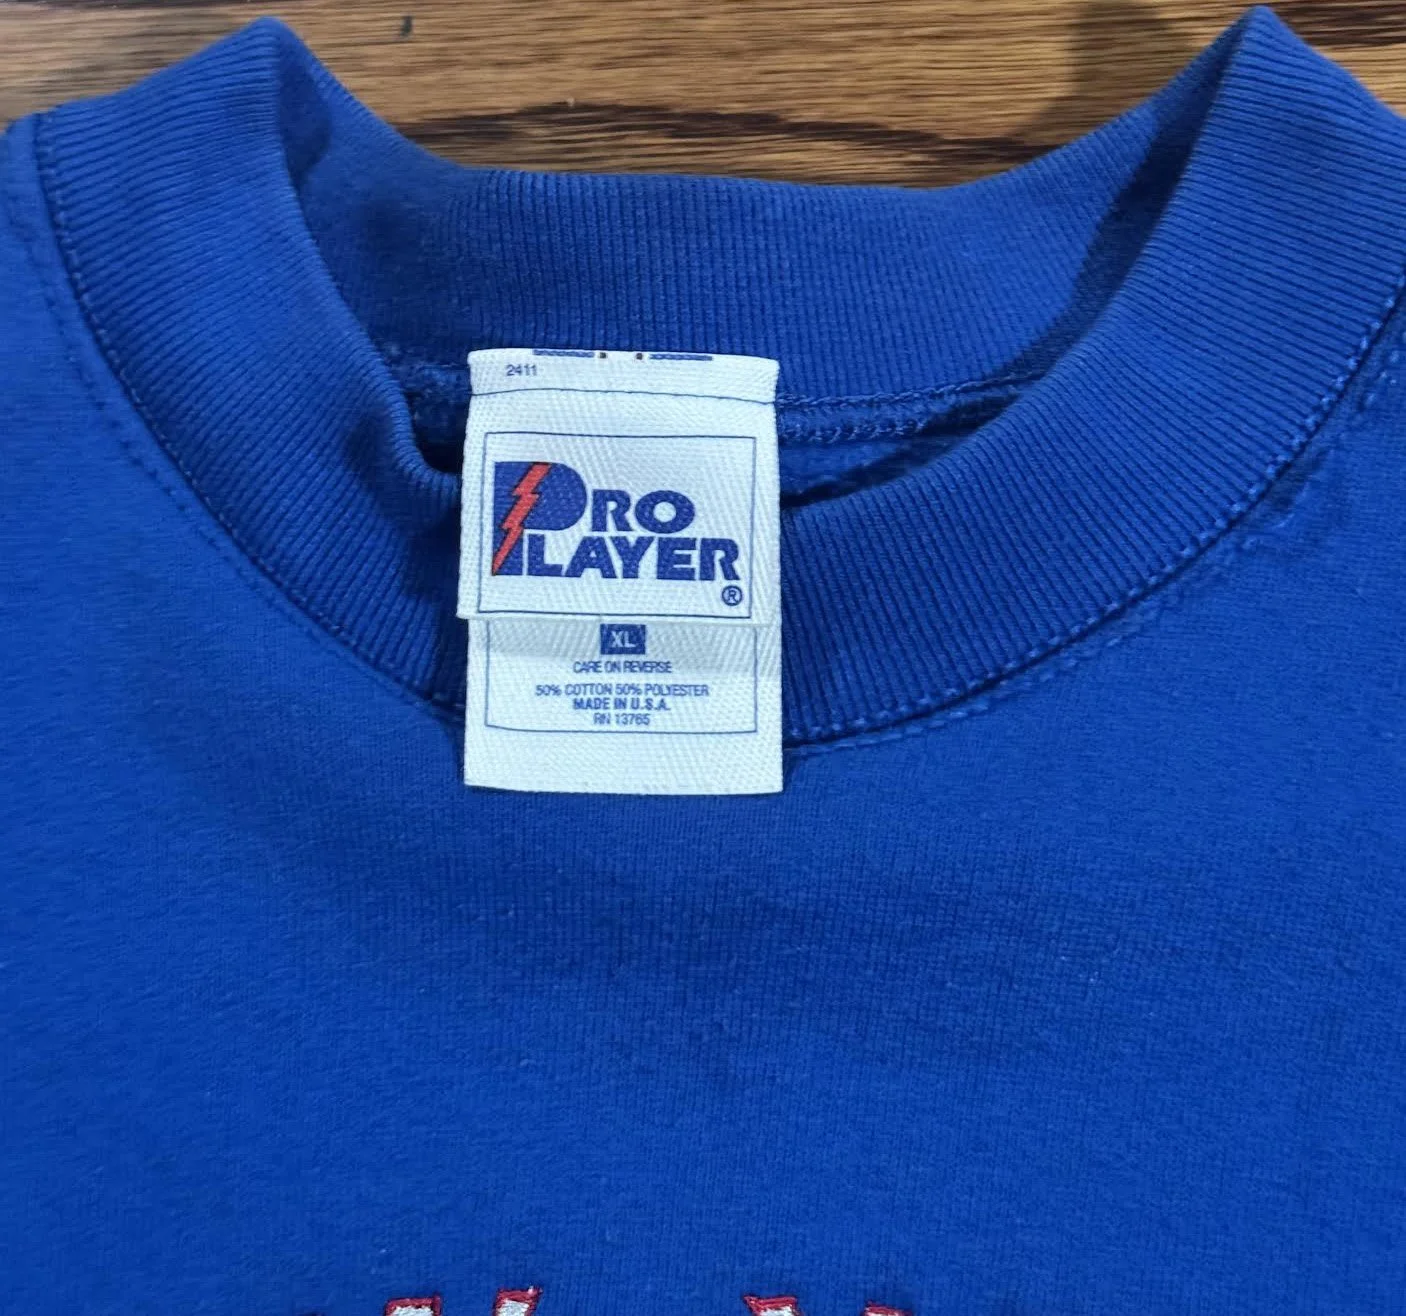 2411
PRO
PLAYER
®
XL
CARE ON REVERSE
50% COTTON 50% POLYESTER
MADE IN U.S.A.
RN 13765